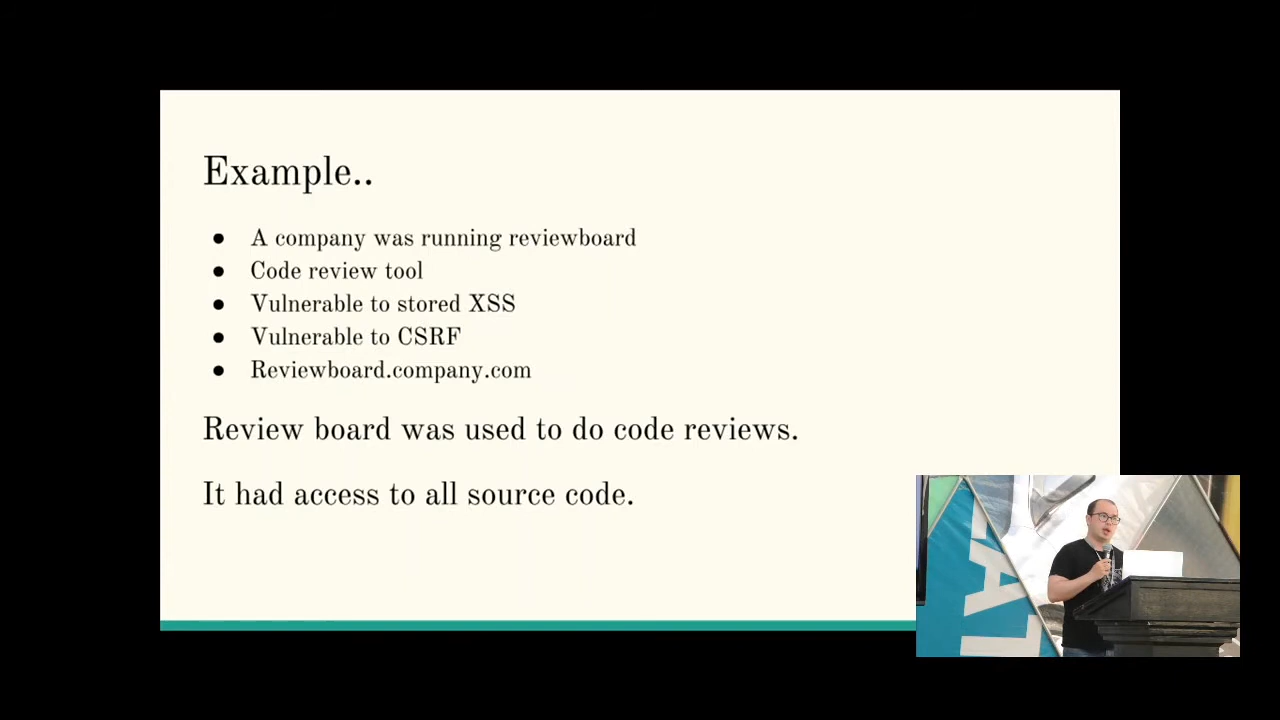 Example..
● A company was running reviewboard
● Code review tool
● Vulnerable to stored XSS
● Vulnerable to CSRF
● Reviewboard.company.com
Review board was used to do code reviews.
It had access to all source code.